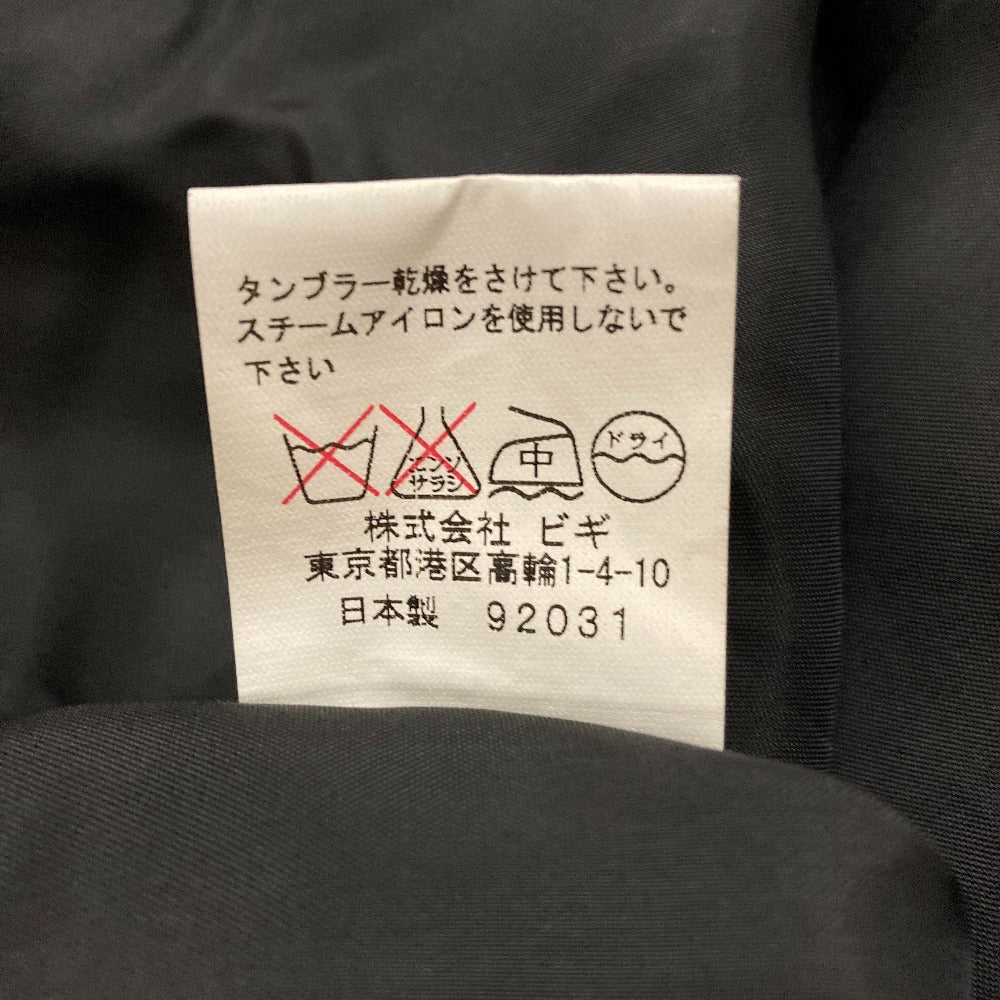 タンブラー乾燥をさけて下さい。
スチームアイロンを使用しないで
下さい
エンソ
サラシ
中
ドライ
株式会社 ビギ
東京都港区高輪1-4-10
日本製 92031